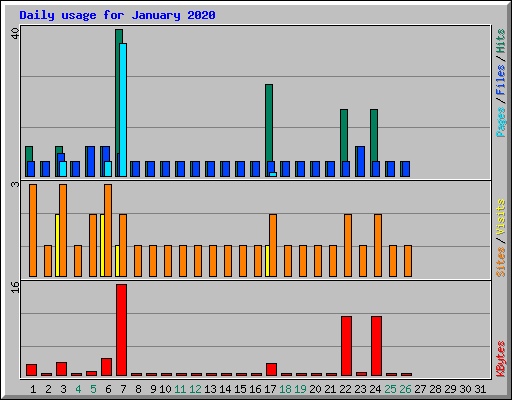 Daily usage for January 2020
40
Pages / Files / Hits
3
Sites / Visits
16
KBytes
1 2 3 4 5 6 7 8 9 10 11 12 13 14 15 16 17 18 19 20 21 22 23 24 25 26 27 28 29 30 31